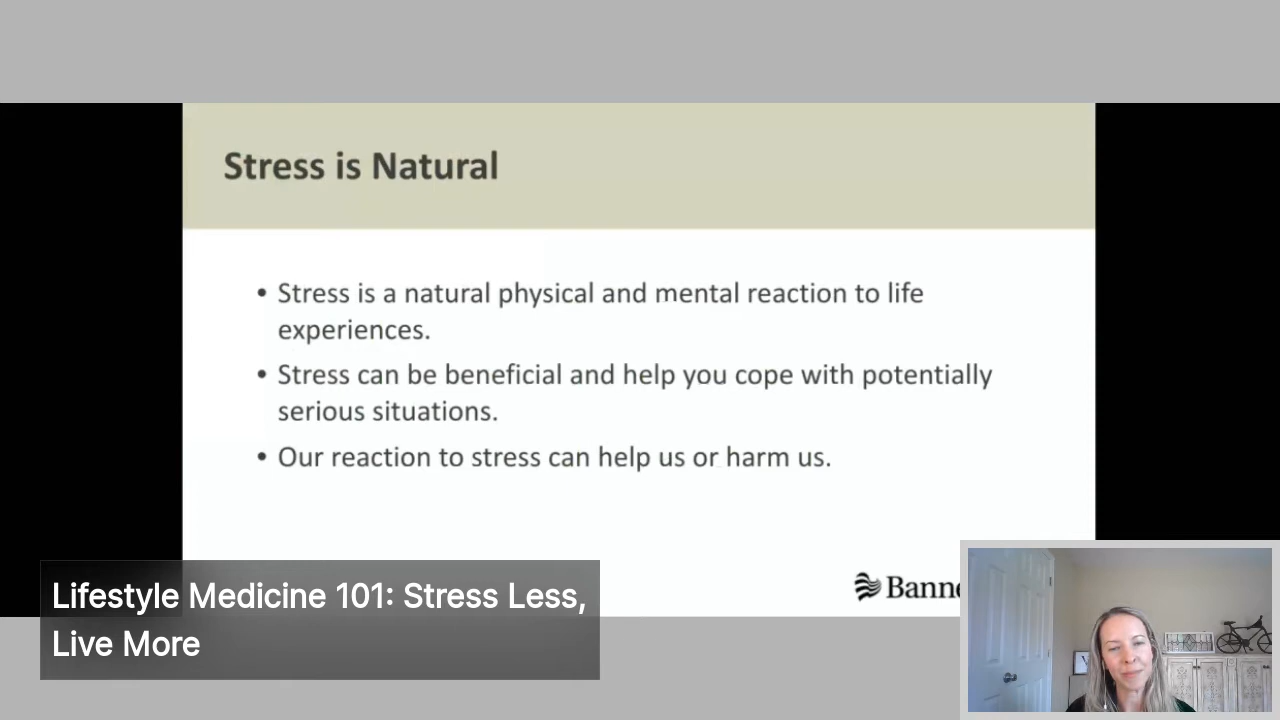 Stress is Natural
• Stress is a natural physical and mental reaction to life
experiences.
• Stress can be beneficial and help you cope with potentially
serious situations.
• Our reaction to stress can help us or harm us.
Lifestyle Medicine 101: Stress Less,
Live More